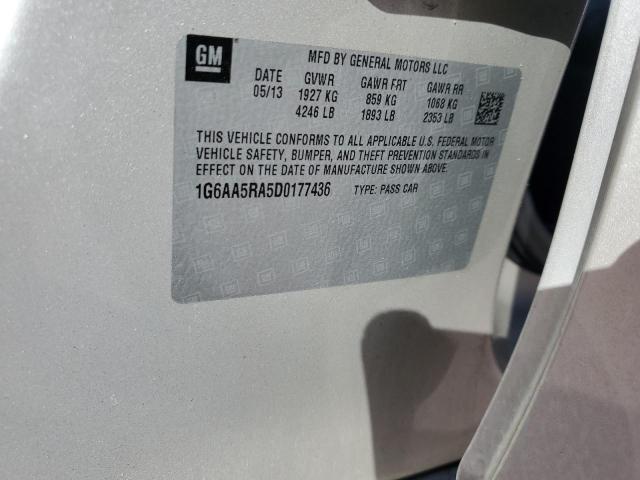 GM
MFD BY GENERAL MOTORS LLC
DATE GVWR GAWR FRT GAWR RR
05/13 1927 KG 859 KG 1068 KG
4246 LB 1893 LB 2353 LB
THIS VEHICLE CONFORMS TO ALL APPLICABLE U.S. FEDERAL MOTOR
VEHICLE SAFETY, BUMPER, AND THEFT PREVENTION STANDARDS IN
EFFECT ON THE DATE OF MANUFACTURE SHOWN ABOVE.
1G6AA5RA5D0177436 TYPE: PASS CAR